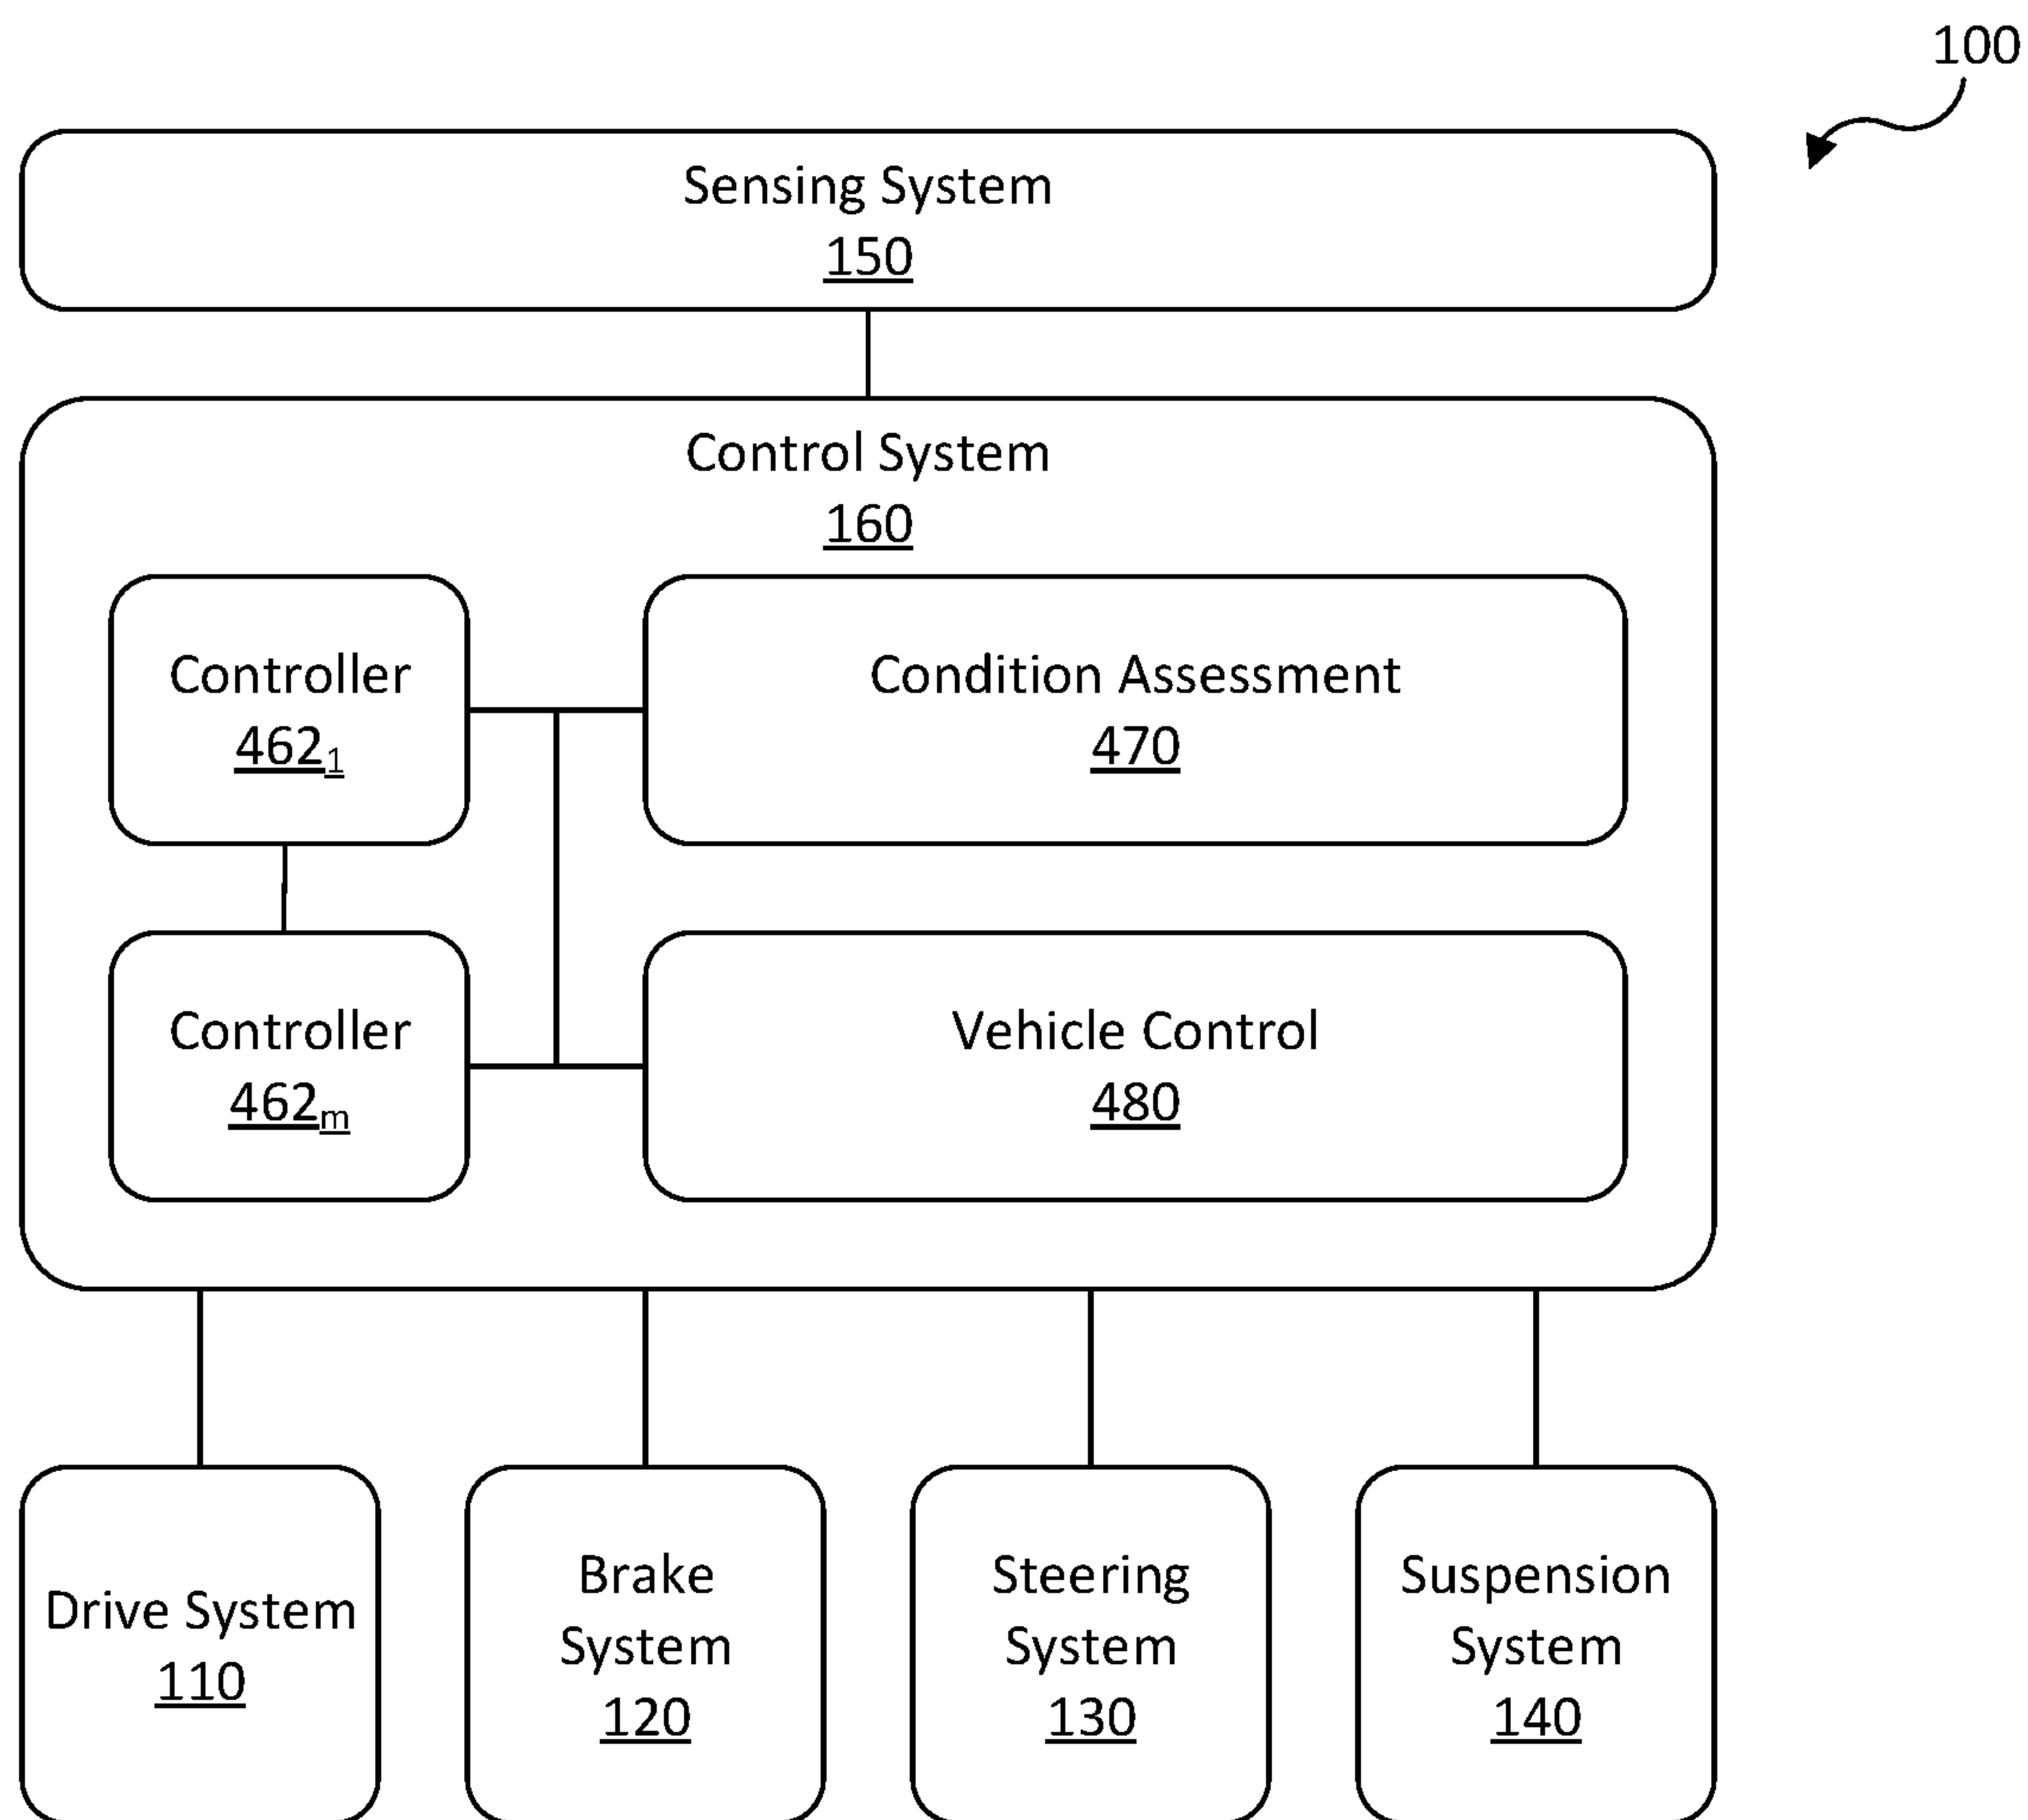 100
Sensing System
150
Control System
160
Controller
462₁
Condition Assessment
470
Controller
462ₘ
Vehicle Control
480
Drive System
110
Brake
System
120
Steering
System
130
Suspension
System
140